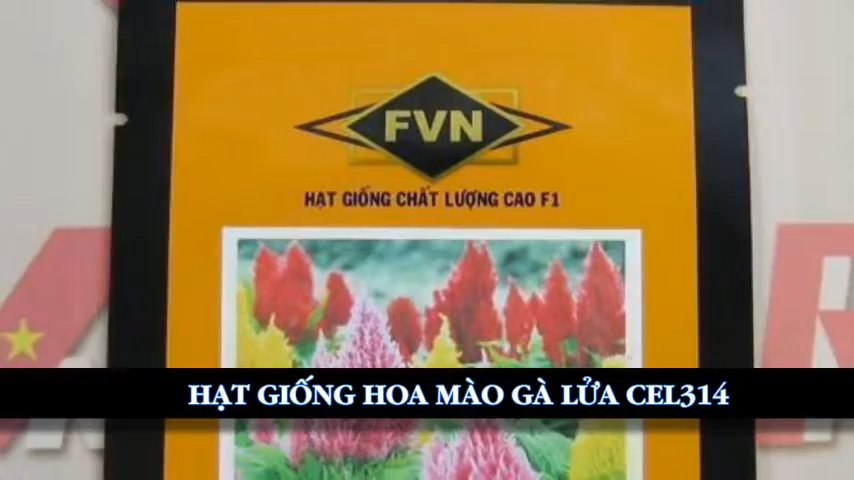 FVN
HẠT GIỐNG CHẤT LƯỢNG CAO F1
HẠT GIỐNG HOA MÀO GÀ LỬA CEL314